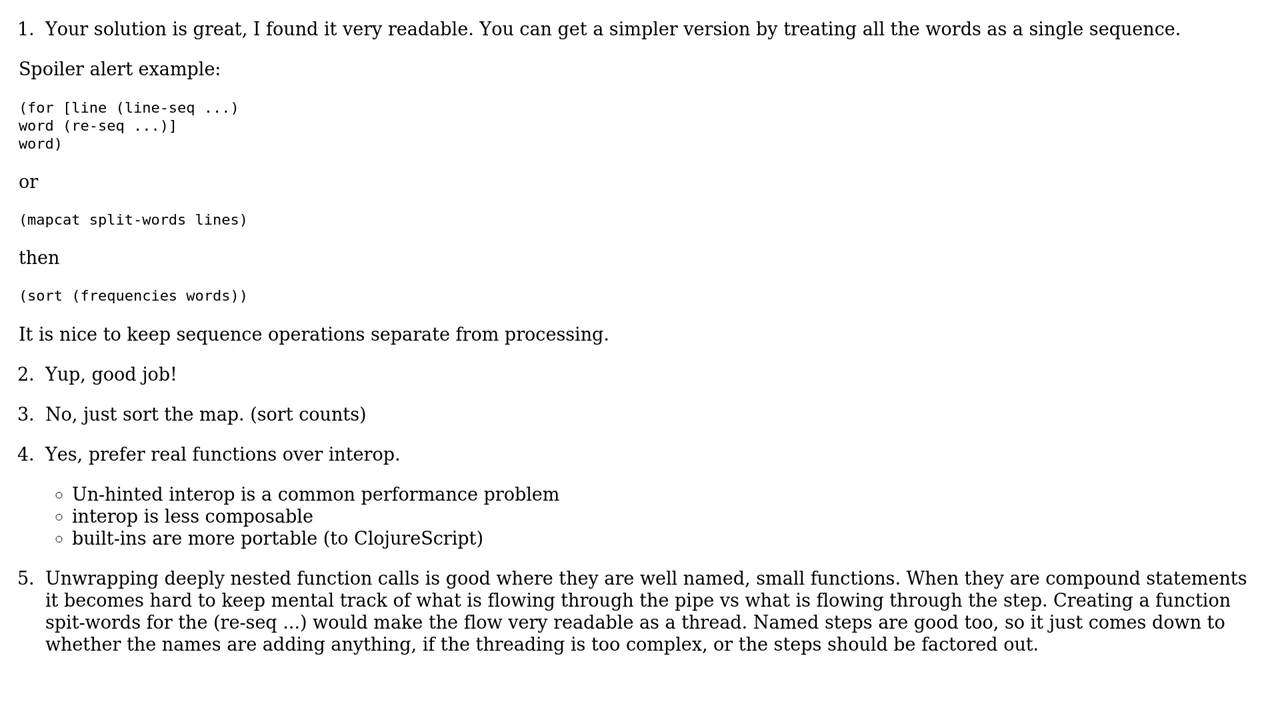 1. Your solution is great, I found it very readable. You can get a simpler version by treating all the words as a single sequence.
Spoiler alert example:
(for [line (line-seq ...)
word (re-seq ...)]
word)
or
(mapcat split-words lines)
then
(sort (frequencies words))
It is nice to keep sequence operations separate from processing.
2. Yup, good job!
3. No, just sort the map. (sort counts)
4. Yes, prefer real functions over interop.
◦ Un-hinted interop is a common performance problem
◦ interop is less composable
◦ built-ins are more portable (to ClojureScript)
5. Unwrapping deeply nested function calls is good where they are well named, small functions. When they are compound statements
it becomes hard to keep mental track of what is flowing through the pipe vs what is flowing through the step. Creating a function
spit-words for the (re-seq ...) would make the flow very readable as a thread. Named steps are good too, so it just comes down to
whether the names are adding anything, if the threading is too complex, or the steps should be factored out.